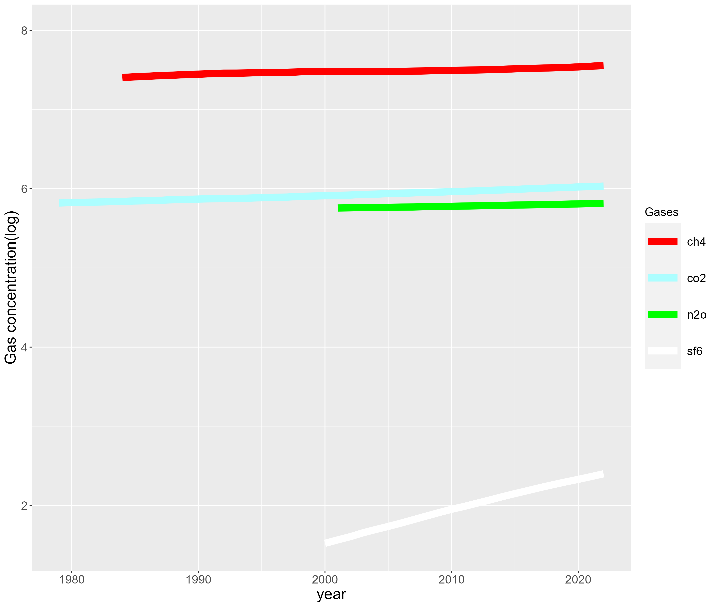 8
6
4
2
Gas concentration(log)
1980 1990 2000 2010 2020
year
Gases
ch4
co2
n2o
sf6